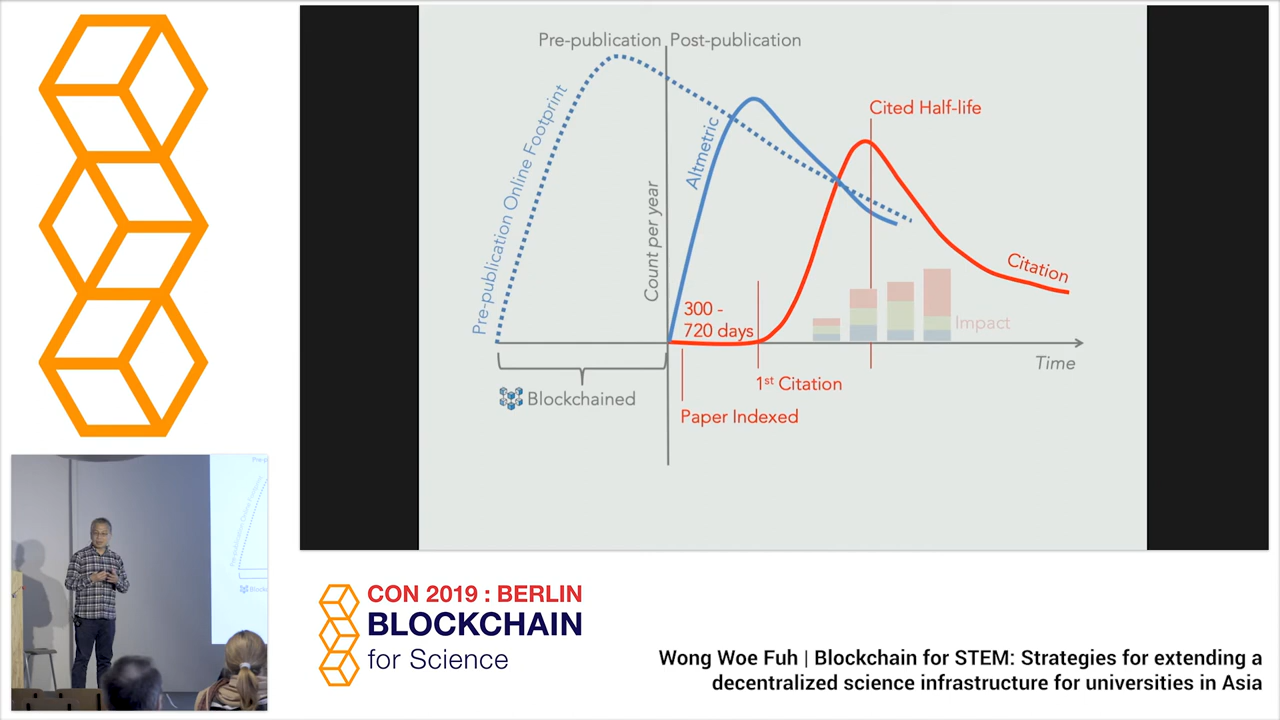 Pre-publication Post-publication
Pre-publication Online Footprint
Altmetric
Cited Half-life
Count per year
Citation
300 -
720 days
Impact
Time
1st Citation
Blockchained
Paper Indexed
CON 2019 : BERLIN
BLOCKCHAIN
for Science
Wong Woe Fuh | Blockchain for STEM: Strategies for extending a
decentralized science infrastructure for universities in Asia